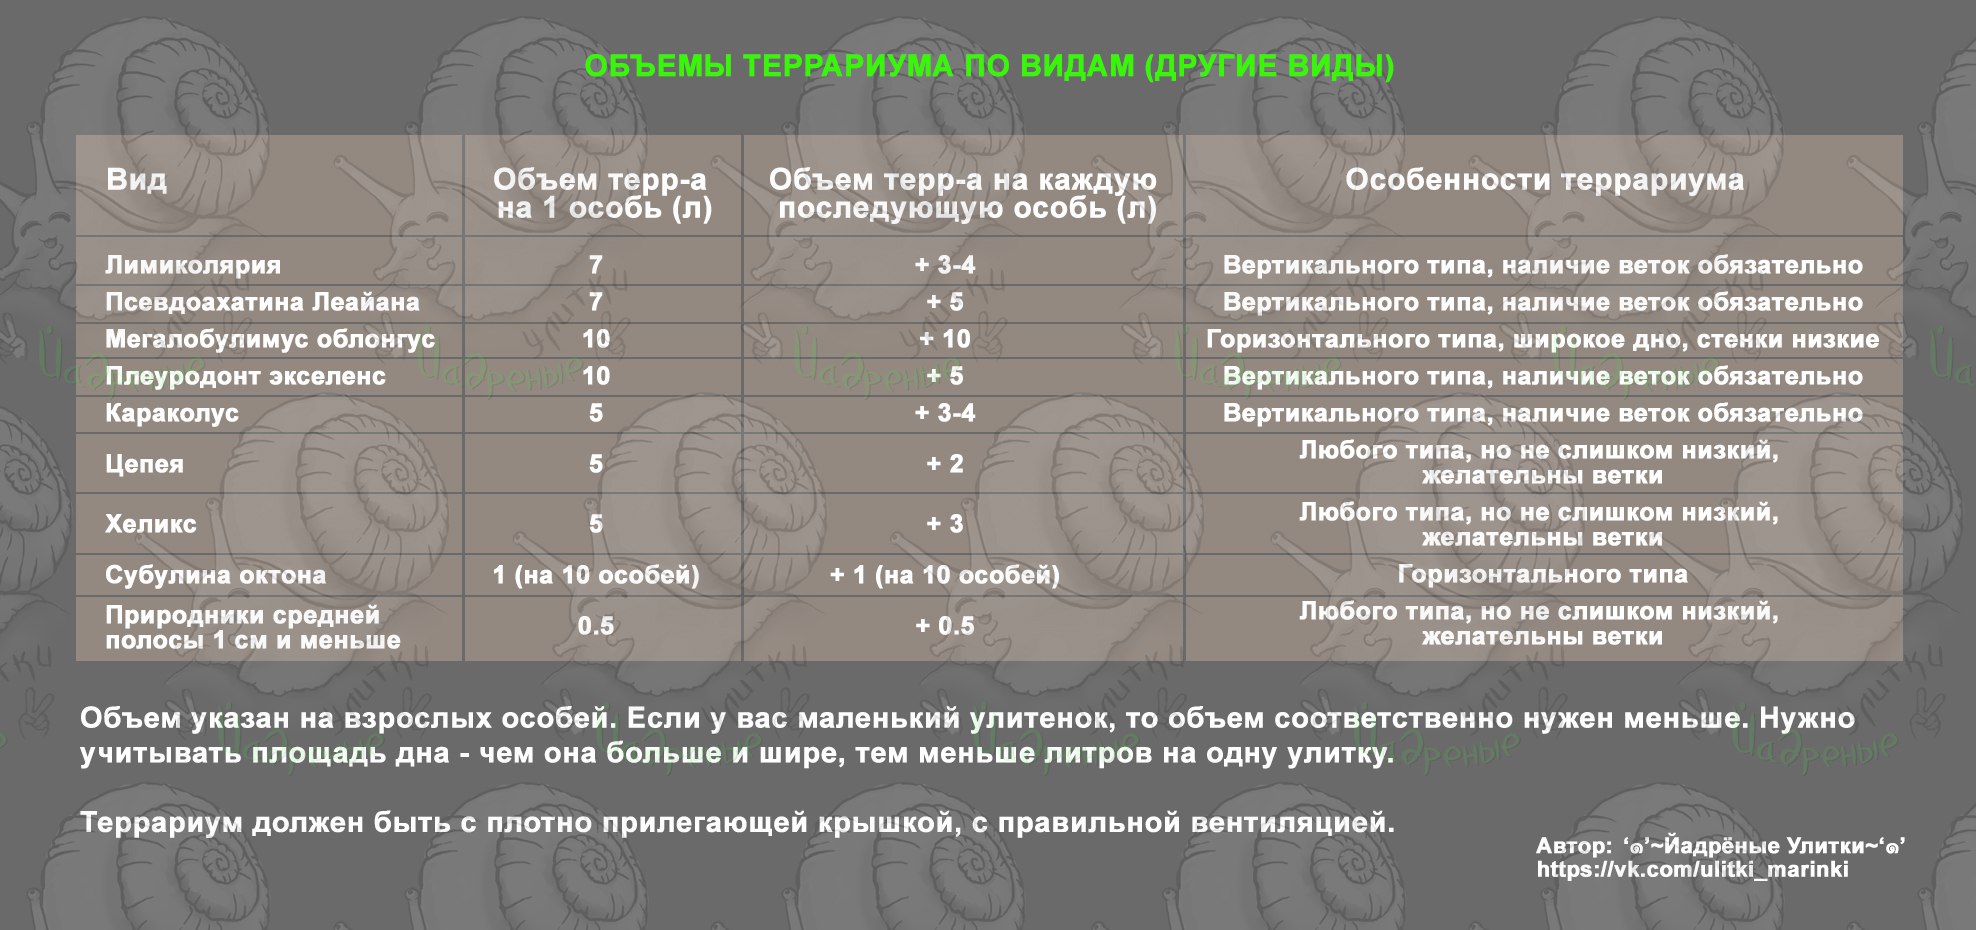 ОБЪЕМЫ ТЕРРАРИУМА ПО ВИДАМ (ДРУГИЕ ВИДЫ)
Вид
Объем терр-а
на 1 особь (л)
Объем терр-а на каждую
последующую особь (л)
Особенности террариума
Лимиколярия 7 + 3-4 Вертикального типа, наличие веток обязательно
Псевдоахатина Леайана 7 + 5 Вертикального типа, наличие веток обязательно
Мегалобулимус облонгус 10 + 10 Горизонтального типа, широкое дно, стенки низкие
Плеуродонт экселенс 10 + 5 Вертикального типа, наличие веток обязательно
Караколус 5 + 3-4 Вертикального типа, наличие веток обязательно
Цепея 5 + 2 Любого типа, но не слишком низкий,
желательны ветки
Хеликс 5 + 3 Любого типа, но не слишком низкий,
желательны ветки
Субулина октона 1 (на 10 особей) + 1 (на 10 особей) Горизонтального типа
Природники средней
полосы 1 см и меньше
0.5 + 0.5
Любого типа, но не слишком низкий,
желательны ветки
Объем указан на взрослых особей. Если у вас маленький улитенок, то объем соответственно нужен меньше. Нужно
учитывать площадь дна - чем она больше и шире, тем меньше литров на одну улитку.
Террариум должен быть с плотно прилегающей крышкой, с правильной вентиляцией.
Автор: ‘๑’~Йадрёные Улитки~‘๑’
https://vk.com/ulitki_marinki
Йадреные улитки